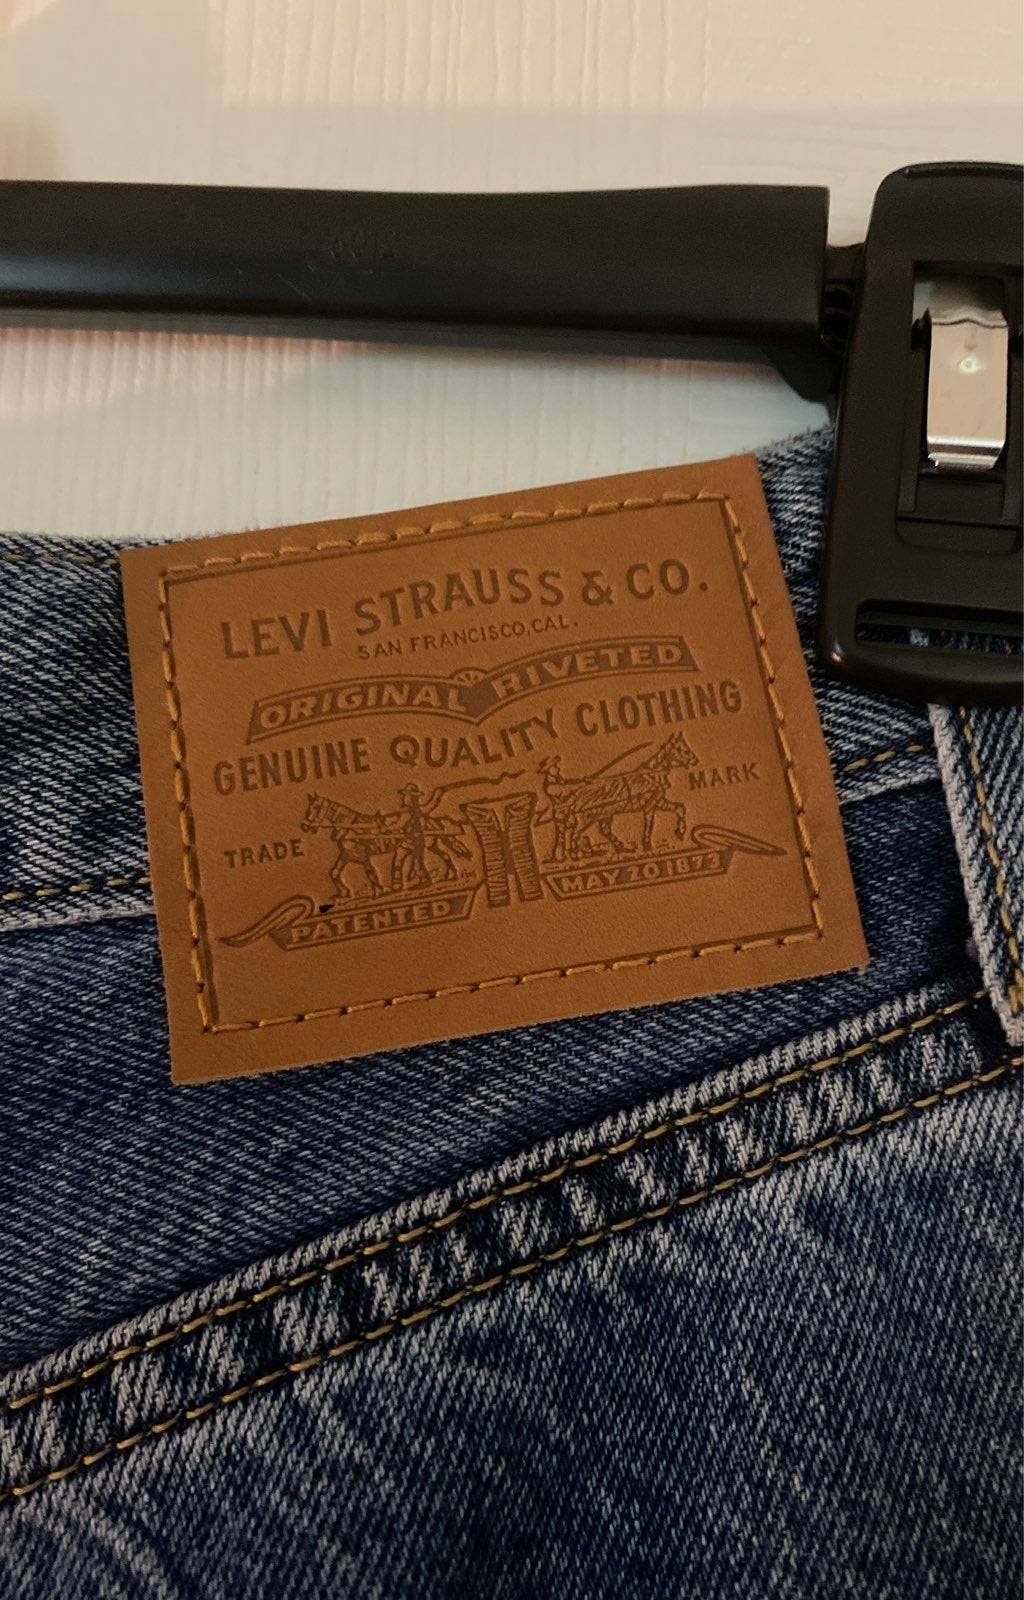 LEVI STRAUSS & CO.
SAN FRANCISCO, CAL.
ORIGINAL RIVETED
GENUINE QUALITY CLOTHING
TRADE MARK
PATENTED MAY 20 1873